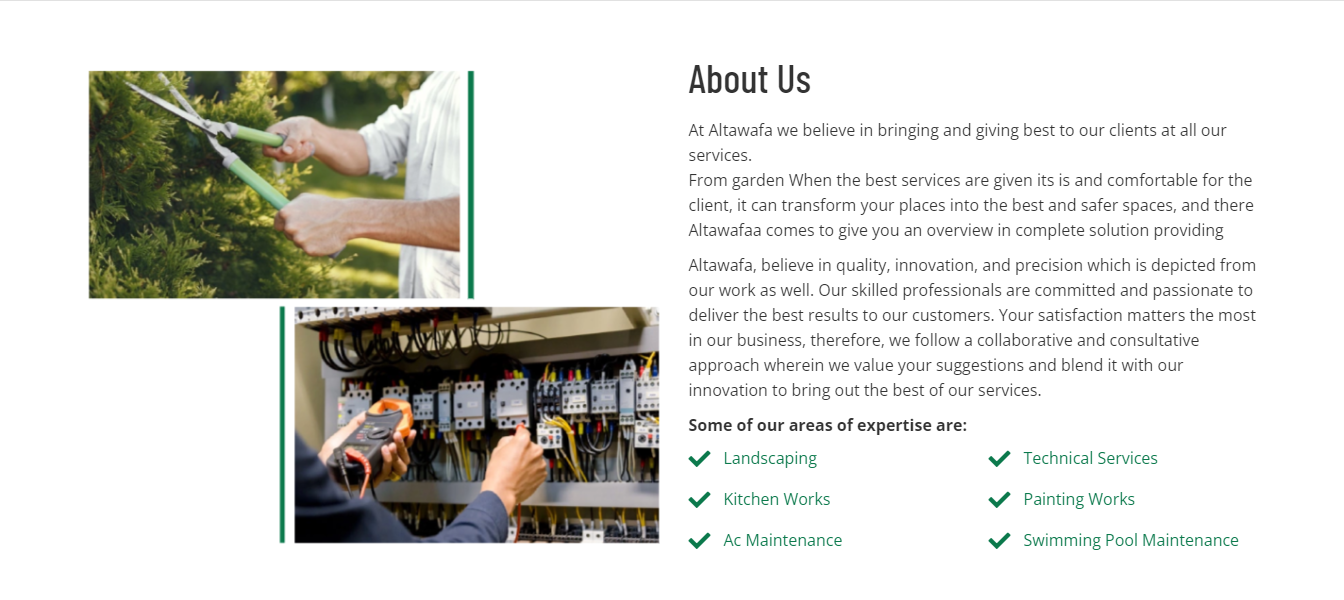 About Us
At Altawafa we believe in bringing and giving best to our clients at all our
services.
From garden When the best services are given its is and comfortable for the
client, it can transform your places into the best and safer spaces, and there
Altawafaa comes to give you an overview in complete solution providing
Altawafa, believe in quality, innovation, and precision which is depicted from
our work as well. Our skilled professionals are committed and passionate to
deliver the best results to our customers. Your satisfaction matters the most
in our business, therefore, we follow a collaborative and consultative
approach wherein we value your suggestions and blend it with our
innovation to bring out the best of our services.
Some of our areas of expertise are:
Landscaping
Technical Services
Kitchen Works
Painting Works
Ac Maintenance
Swimming Pool Maintenance